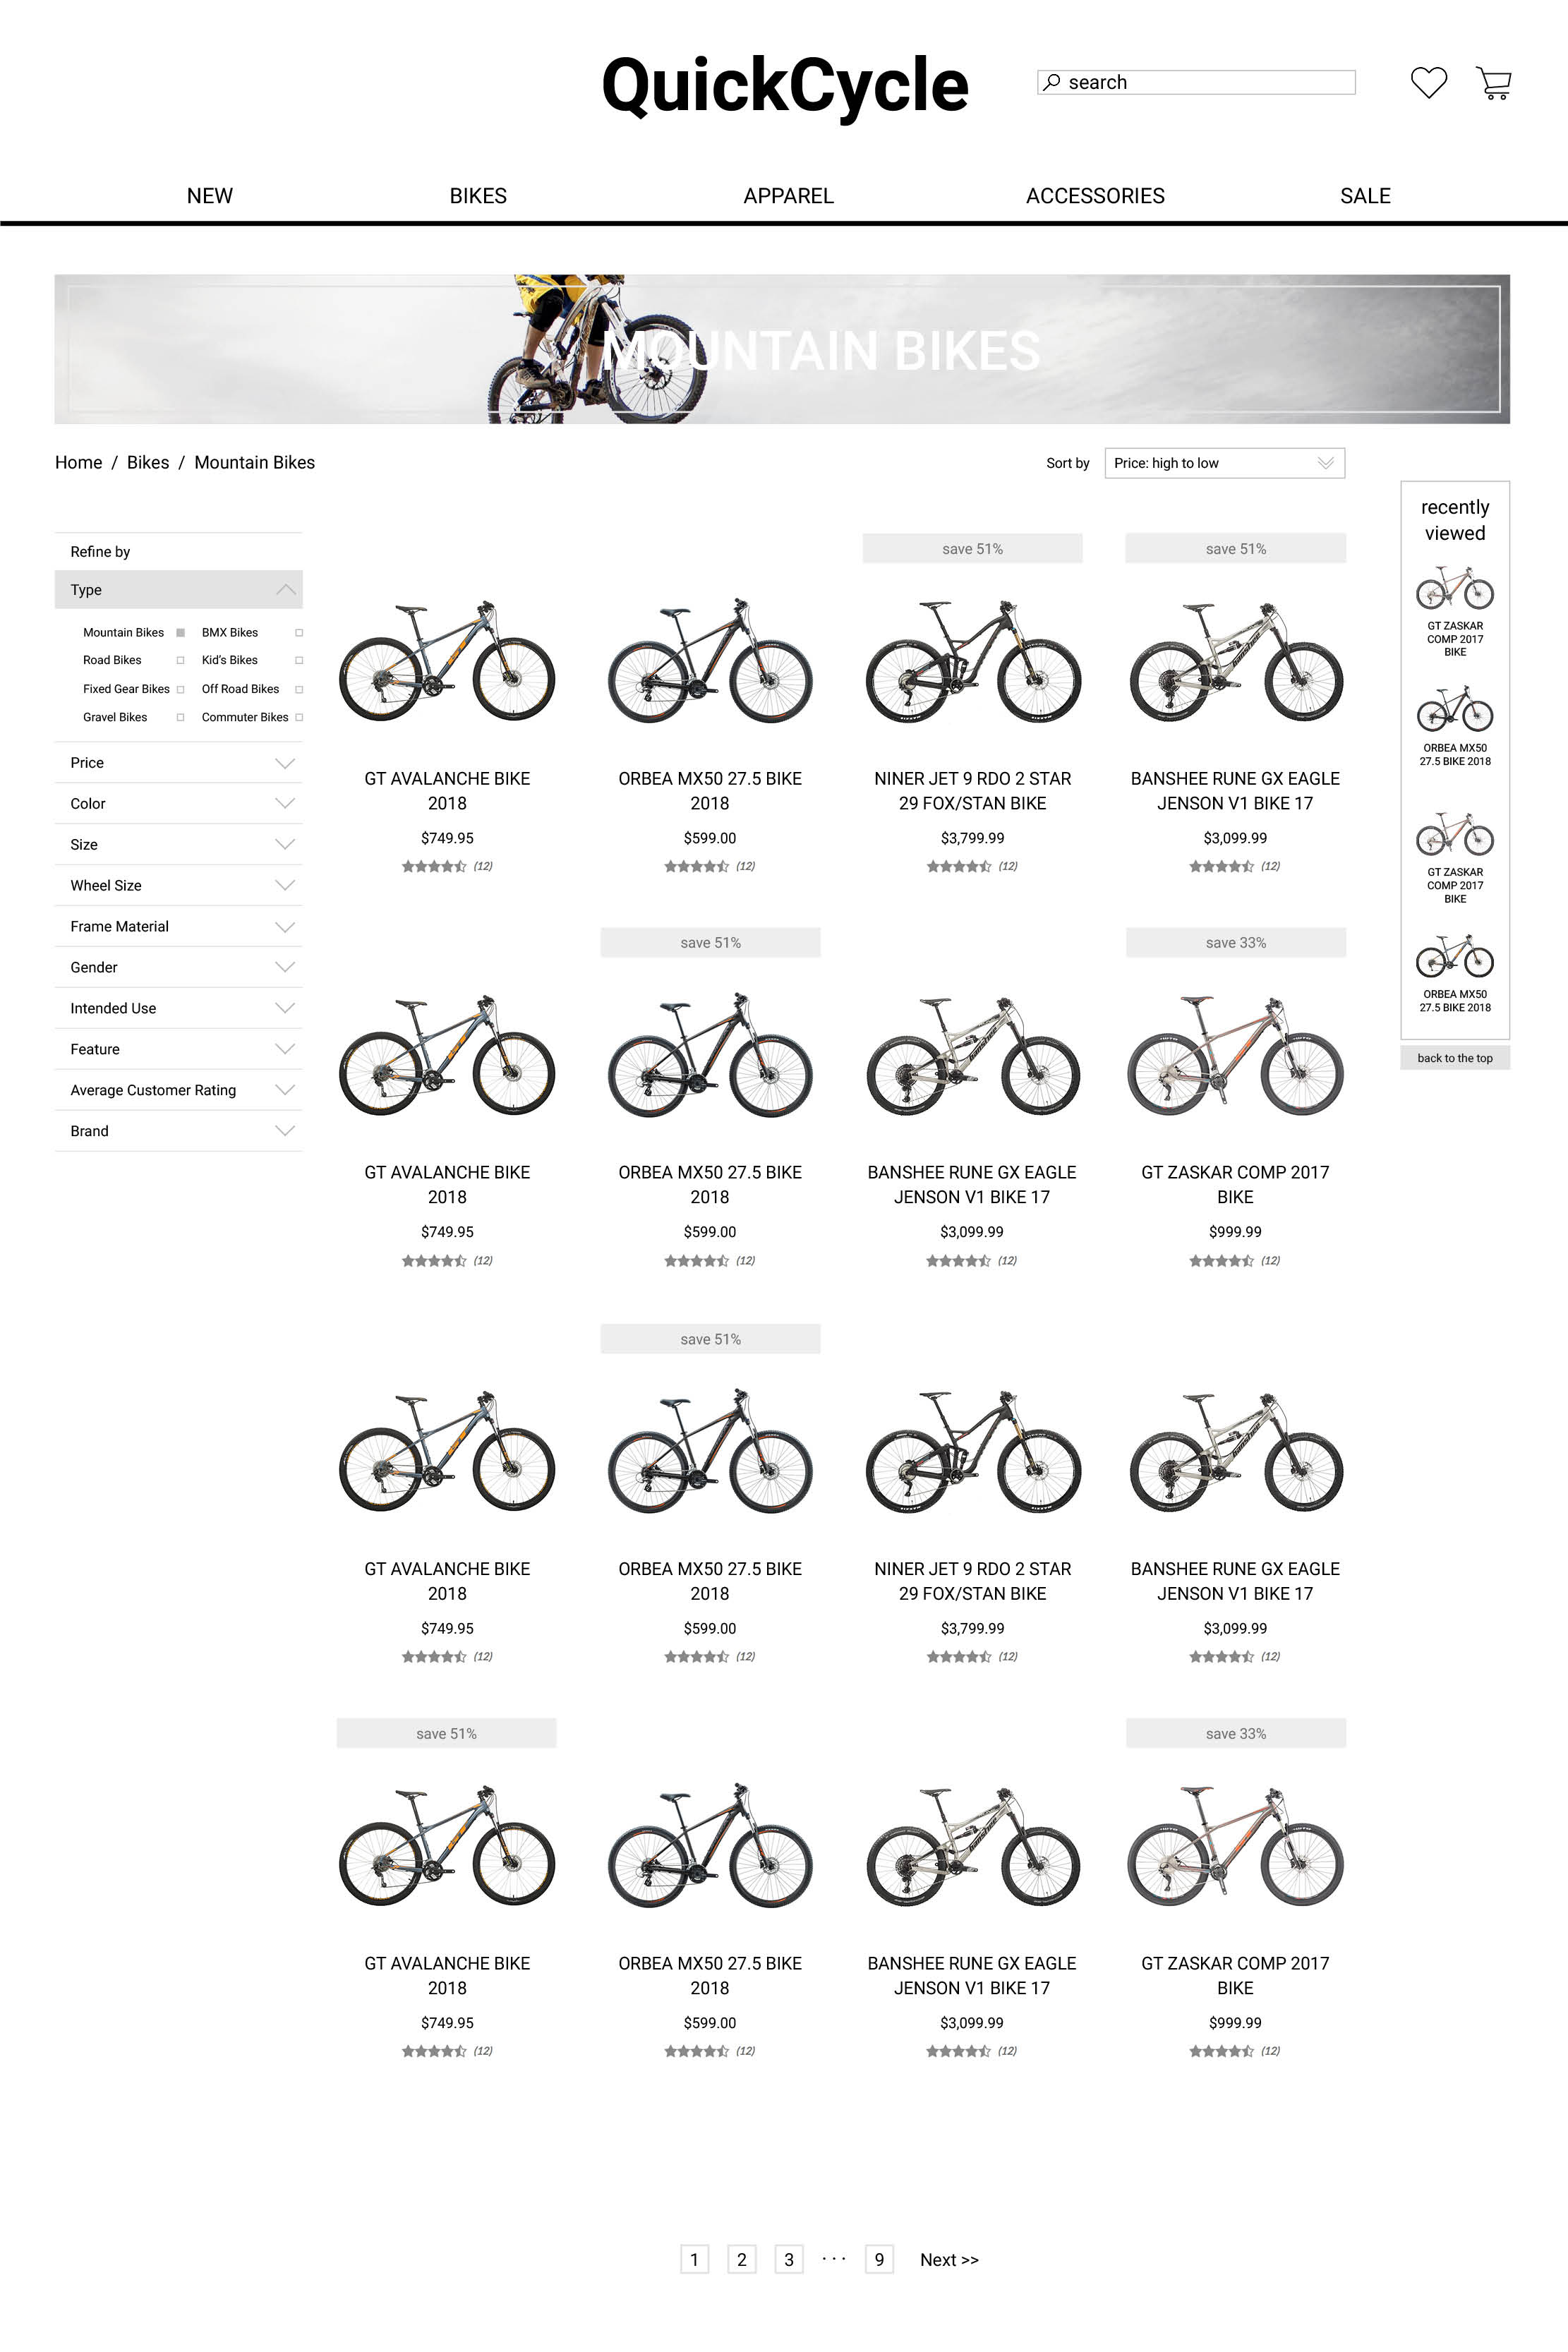 QuickCycle
search
NEW BIKES APPAREL ACCESSORIES SALE
MOUNTAIN BIKES
Home / Bikes / Mountain Bikes
Sort by Price: high to low
Refine by
Type
Mountain Bikes BMX Bikes
Road Bikes Kid's Bikes
Fixed Gear Bikes Off Road Bikes
Gravel Bikes Commuter Bikes
Price
Color
Size
Wheel Size
Frame Material
Gender
Intended Use
Feature
Average Customer Rating
Brand
save 51% save 51%
GT AVALANCHE BIKE
2018
$749.95
(12)
ORBEA MX50 27.5 BIKE
2018
$599.00
(12)
NINER JET 9 RDO 2 STAR
29 FOX/STAN BIKE
$3,799.99
(12)
banshee
BANSHEE RUNE GX EAGLE
JENSON V1 BIKE 17
$3,099.99
(12)
save 51% save 33%
GT AVALANCHE BIKE
2018
$749.95
(12)
ORBEA MX50 27.5 BIKE
2018
$599.00
(12)
banshee
BANSHEE RUNE GX EAGLE
JENSON V1 BIKE 17
$3,099.99
(12)
GT ZASKAR COMP 2017
BIKE
$999.99
(12)
save 51%
GT AVALANCHE BIKE
2018
$749.95
(12)
ORBEA MX50 27.5 BIKE
2018
$599.00
(12)
NINER JET 9 RDO 2 STAR
29 FOX/STAN BIKE
$3,799.99
(12)
banshee
BANSHEE RUNE GX EAGLE
JENSON V1 BIKE 17
$3,099.99
(12)
save 51% save 33%
GT AVALANCHE BIKE
2018
$749.95
(12)
ORBEA MX50 27.5 BIKE
2018
$599.00
(12)
banshee
BANSHEE RUNE GX EAGLE
JENSON V1 BIKE 17
$3,099.99
(12)
GT ZASKAR COMP 2017
BIKE
$999.99
(12)
recently
viewed
GT ZASKAR
COMP 2017
BIKE
ORBEA MX50
27.5 BIKE 2018
GT ZASKAR
COMP 2017
BIKE
ORBEA MX50
27.5 BIKE 2018
back to the top
1 2 3 ··· 9 Next >>